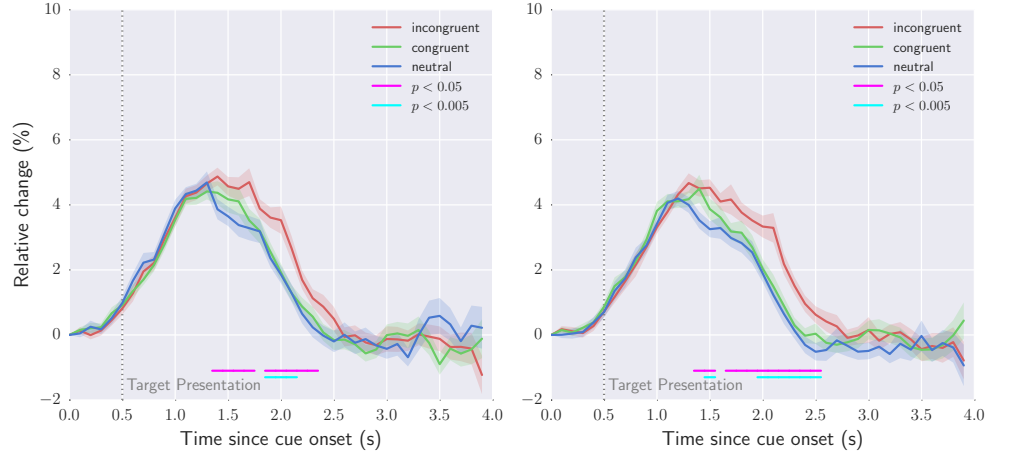 10
8
6
4
2
0
−2
Relative change (%)
incongruent
congruent
neutral
p < 0.05
p < 0.005
Target Presentation
0.0 0.5 1.0 1.5 2.0 2.5 3.0 3.5 4.0
Time since cue onset (s)
10
8
6
4
2
0
−2
incongruent
congruent
neutral
p < 0.05
p < 0.005
Target Presentation
0.0 0.5 1.0 1.5 2.0 2.5 3.0 3.5 4.0
Time since cue onset (s)